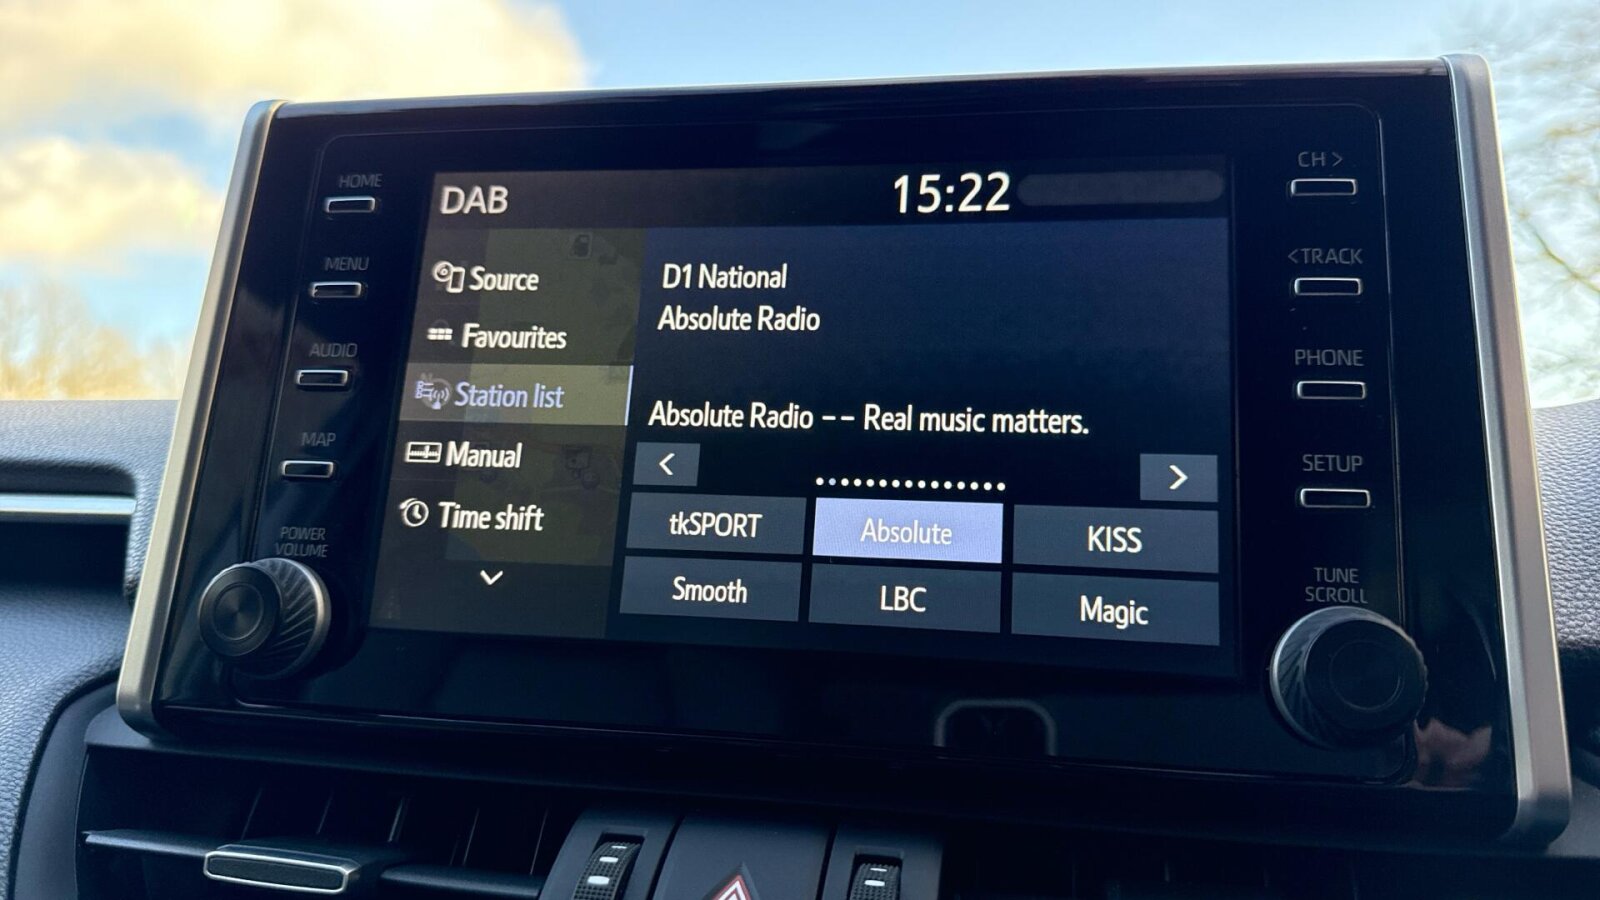 HOME
MENU
AUDIO
MAP
POWER
VOLUME
DAB
15:22
Source
Favourites
Station list
Manual
Time shift
D1 National
Absolute Radio
Absolute Radio -- Real music matters.
<
>
tkSPORT
Absolute
KISS
Smooth
LBC
Magic
CH >
<TRACK
PHONE
SETUP
TUNE
SCROLL